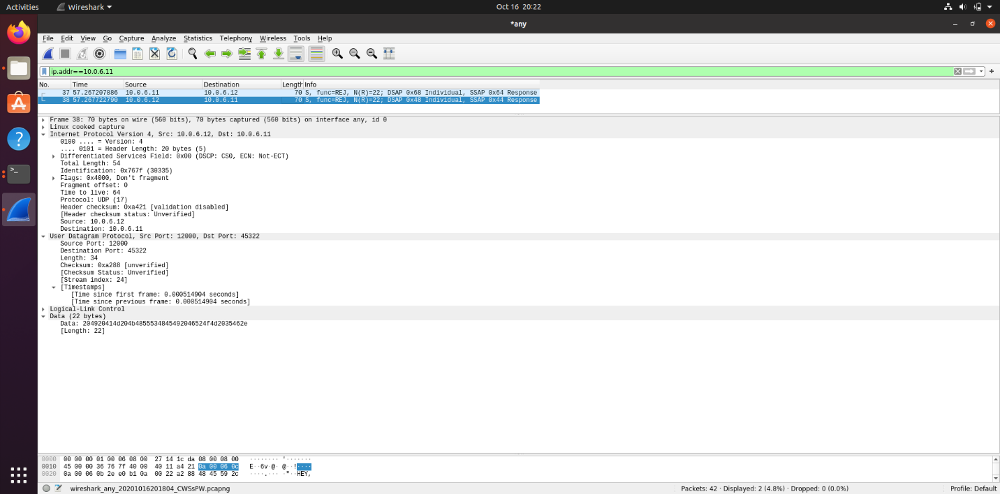 Activities Wireshark Oct 16 20:22
*any
File Edit View Go Capture Analyze Statistics Telephony Wireless Tools Help
ip.addr==10.0.6.11
No. Time Source Destination Length Info
37 57.267207886 10.0.6.11 10.0.6.12 70 S, func=REJ, N(R)=22; DSAP 0x68 Individual, SSAP 0x64 Response
38 57.267722790 10.0.6.12 10.0.6.11 70 S, func=REJ, N(R)=22; DSAP 0x48 Individual, SSAP 0x44 Response
Frame 38: 70 bytes on wire (560 bits), 70 bytes captured (560 bits) on interface any, id 0
Linux cooked capture
Internet Protocol Version 4, Src: 10.0.6.12, Dst: 10.0.6.11
0100 .... = Version: 4
.... 0101 = Header Length: 20 bytes (5)
Differentiated Services Field: 0x00 (DSCP: CS0, ECN: Not-ECT)
Total Length: 54
Identification: 0x767f (30335)
Flags: 0x4000, Don't fragment
Fragment offset: 0
Time to live: 64
Protocol: UDP (17)
Header checksum: 0xa421 [validation disabled]
[Header checksum status: Unverified]
Source: 10.0.6.12
Destination: 10.0.6.11
User Datagram Protocol, Src Port: 12000, Dst Port: 45322
Source Port: 12000
Destination Port: 45322
Length: 34
Checksum: 0xa288 [unverified]
[Checksum Status: Unverified]
[Stream index: 24]
[Timestamps]
[Time since first frame: 0.000514904 seconds]
[Time since previous frame: 0.000514904 seconds]
Logical-Link Control
Data (22 bytes)
Data: 204920414d204b4855534845492046524f4d2035462e
[Length: 22]
0000 00 00 00 01 00 06 08 00 27 14 1c da 08 00 08 00 ········ '·······
0010 45 00 00 36 76 7f 40 00 40 11 a4 21 0a 00 06 0c E··6v·@· @··!····
0020 0a 00 06 0b 2e e0 b1 0a 00 22 a2 88 48 45 59 2c ····.··· ·"··HEY,
wireshark_any_20201016201804_CWSsPW.pcapng Packets: 42 · Displayed: 2 (4.8%) · Dropped: 0 (0.0%) Profile: Default